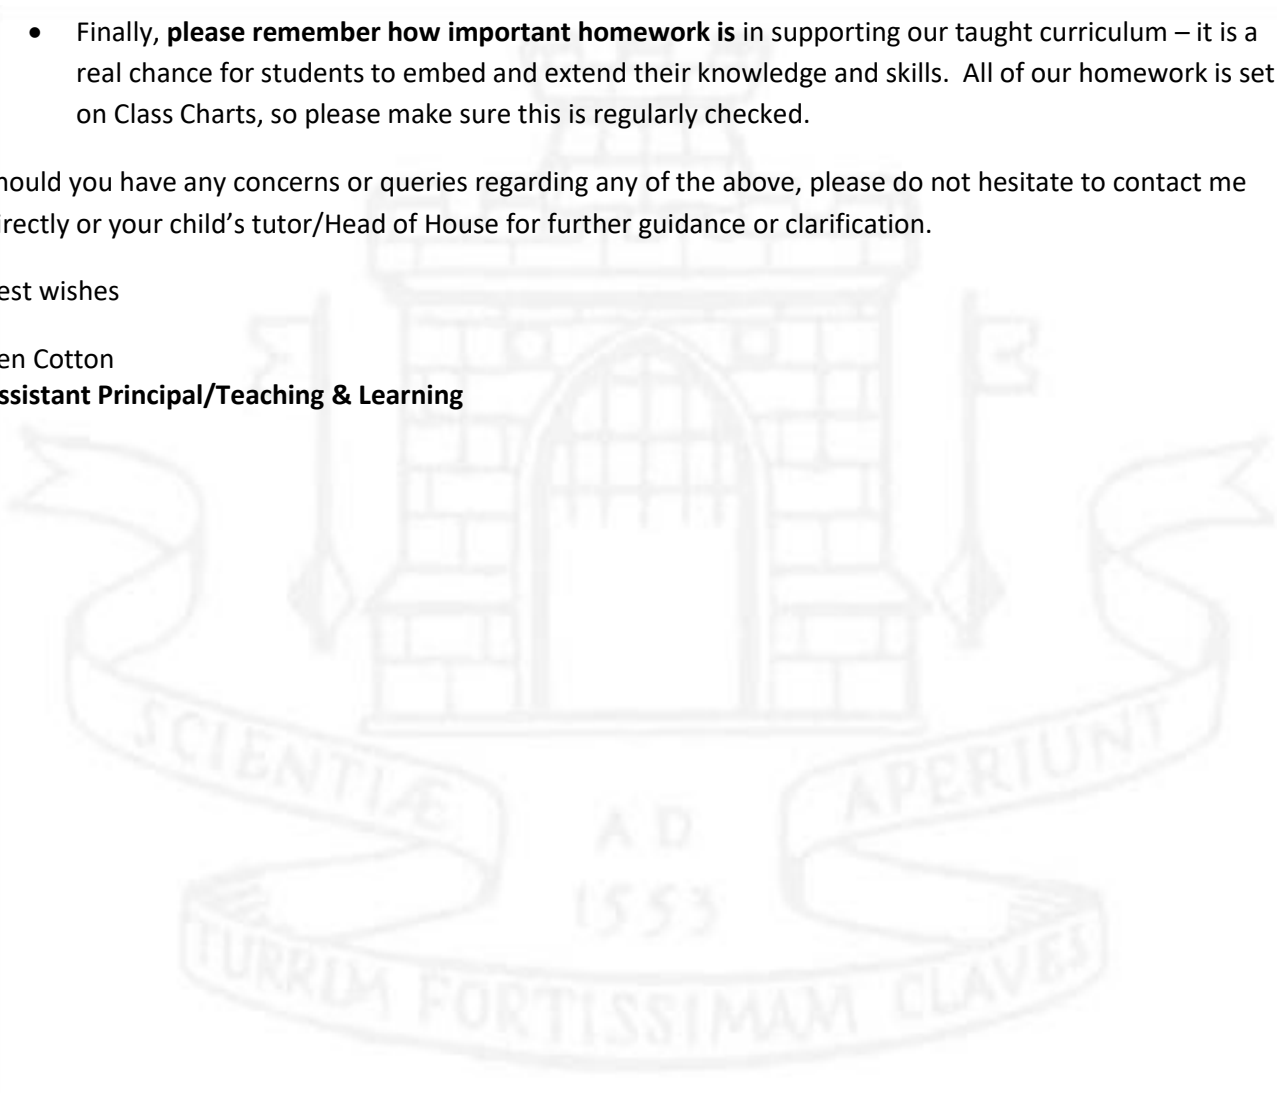 • Finally, please remember how important homework is in supporting our taught curriculum – it is a
real chance for students to embed and extend their knowledge and skills. All of our homework is set
on Class Charts, so please make sure this is regularly checked.
hould you have any concerns or queries regarding any of the above, please do not hesitate to contact me
irectly or your child's tutor/Head of House for further guidance or clarification.
est wishes
en Cotton
ssistant Principal/Teaching & Learning
SCIENTIÆ
APERIUNT
AD
1553
TURRIM FORTISSIMAM CLAVES